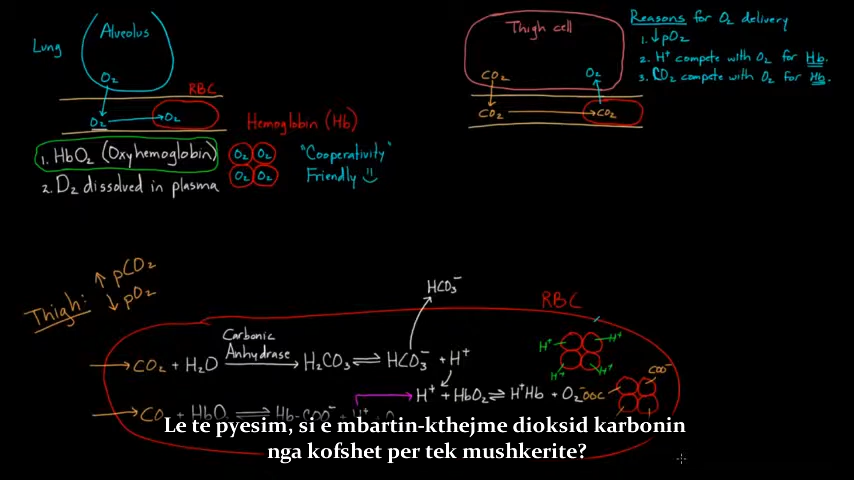 Lung
Alveolus
O₂
RBC
O₂ → O₂
Hemoglobin (Hb)
1. HbO₂ (Oxyhemoglobin)
2. O₂ dissolved in plasma
O₂ O₂
O₂ O₂
"Cooperativity"
Friendly
Thigh cell
CO₂ O₂
CO₂ → CO₂
Reasons for O₂ delivery
1. ↓pO₂
2. H⁺ compete with O₂ for Hb
3. CO₂ compete with O₂ for Hb
Thigh: ↑ pCO₂
↓ pO₂
HCO₃⁻
RBC
Carbonic
Anhydrase
CO₂ + H₂O → H₂CO₃ ⇌ HCO₃⁻ + H⁺
H⁺ + HbO₂ ⇌ H⁺Hb + O₂
H⁺ H⁺
H⁺ H⁺
COO⁻
⁻OOC
Le te pyesim, si e mbartin-kthejme dioksid karbonin
nga kofshet per tek mushkerite?